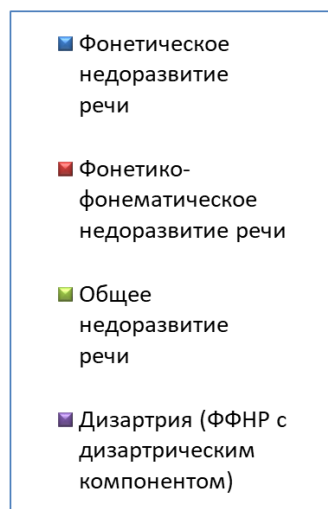 Фонетическое
недоразвитие
речи
Фонетико-
фонематическое
недоразвитие речи
Общее
недоразвитие
речи
Дизартрия (ФФНР с
дизартрическим
компонентом)